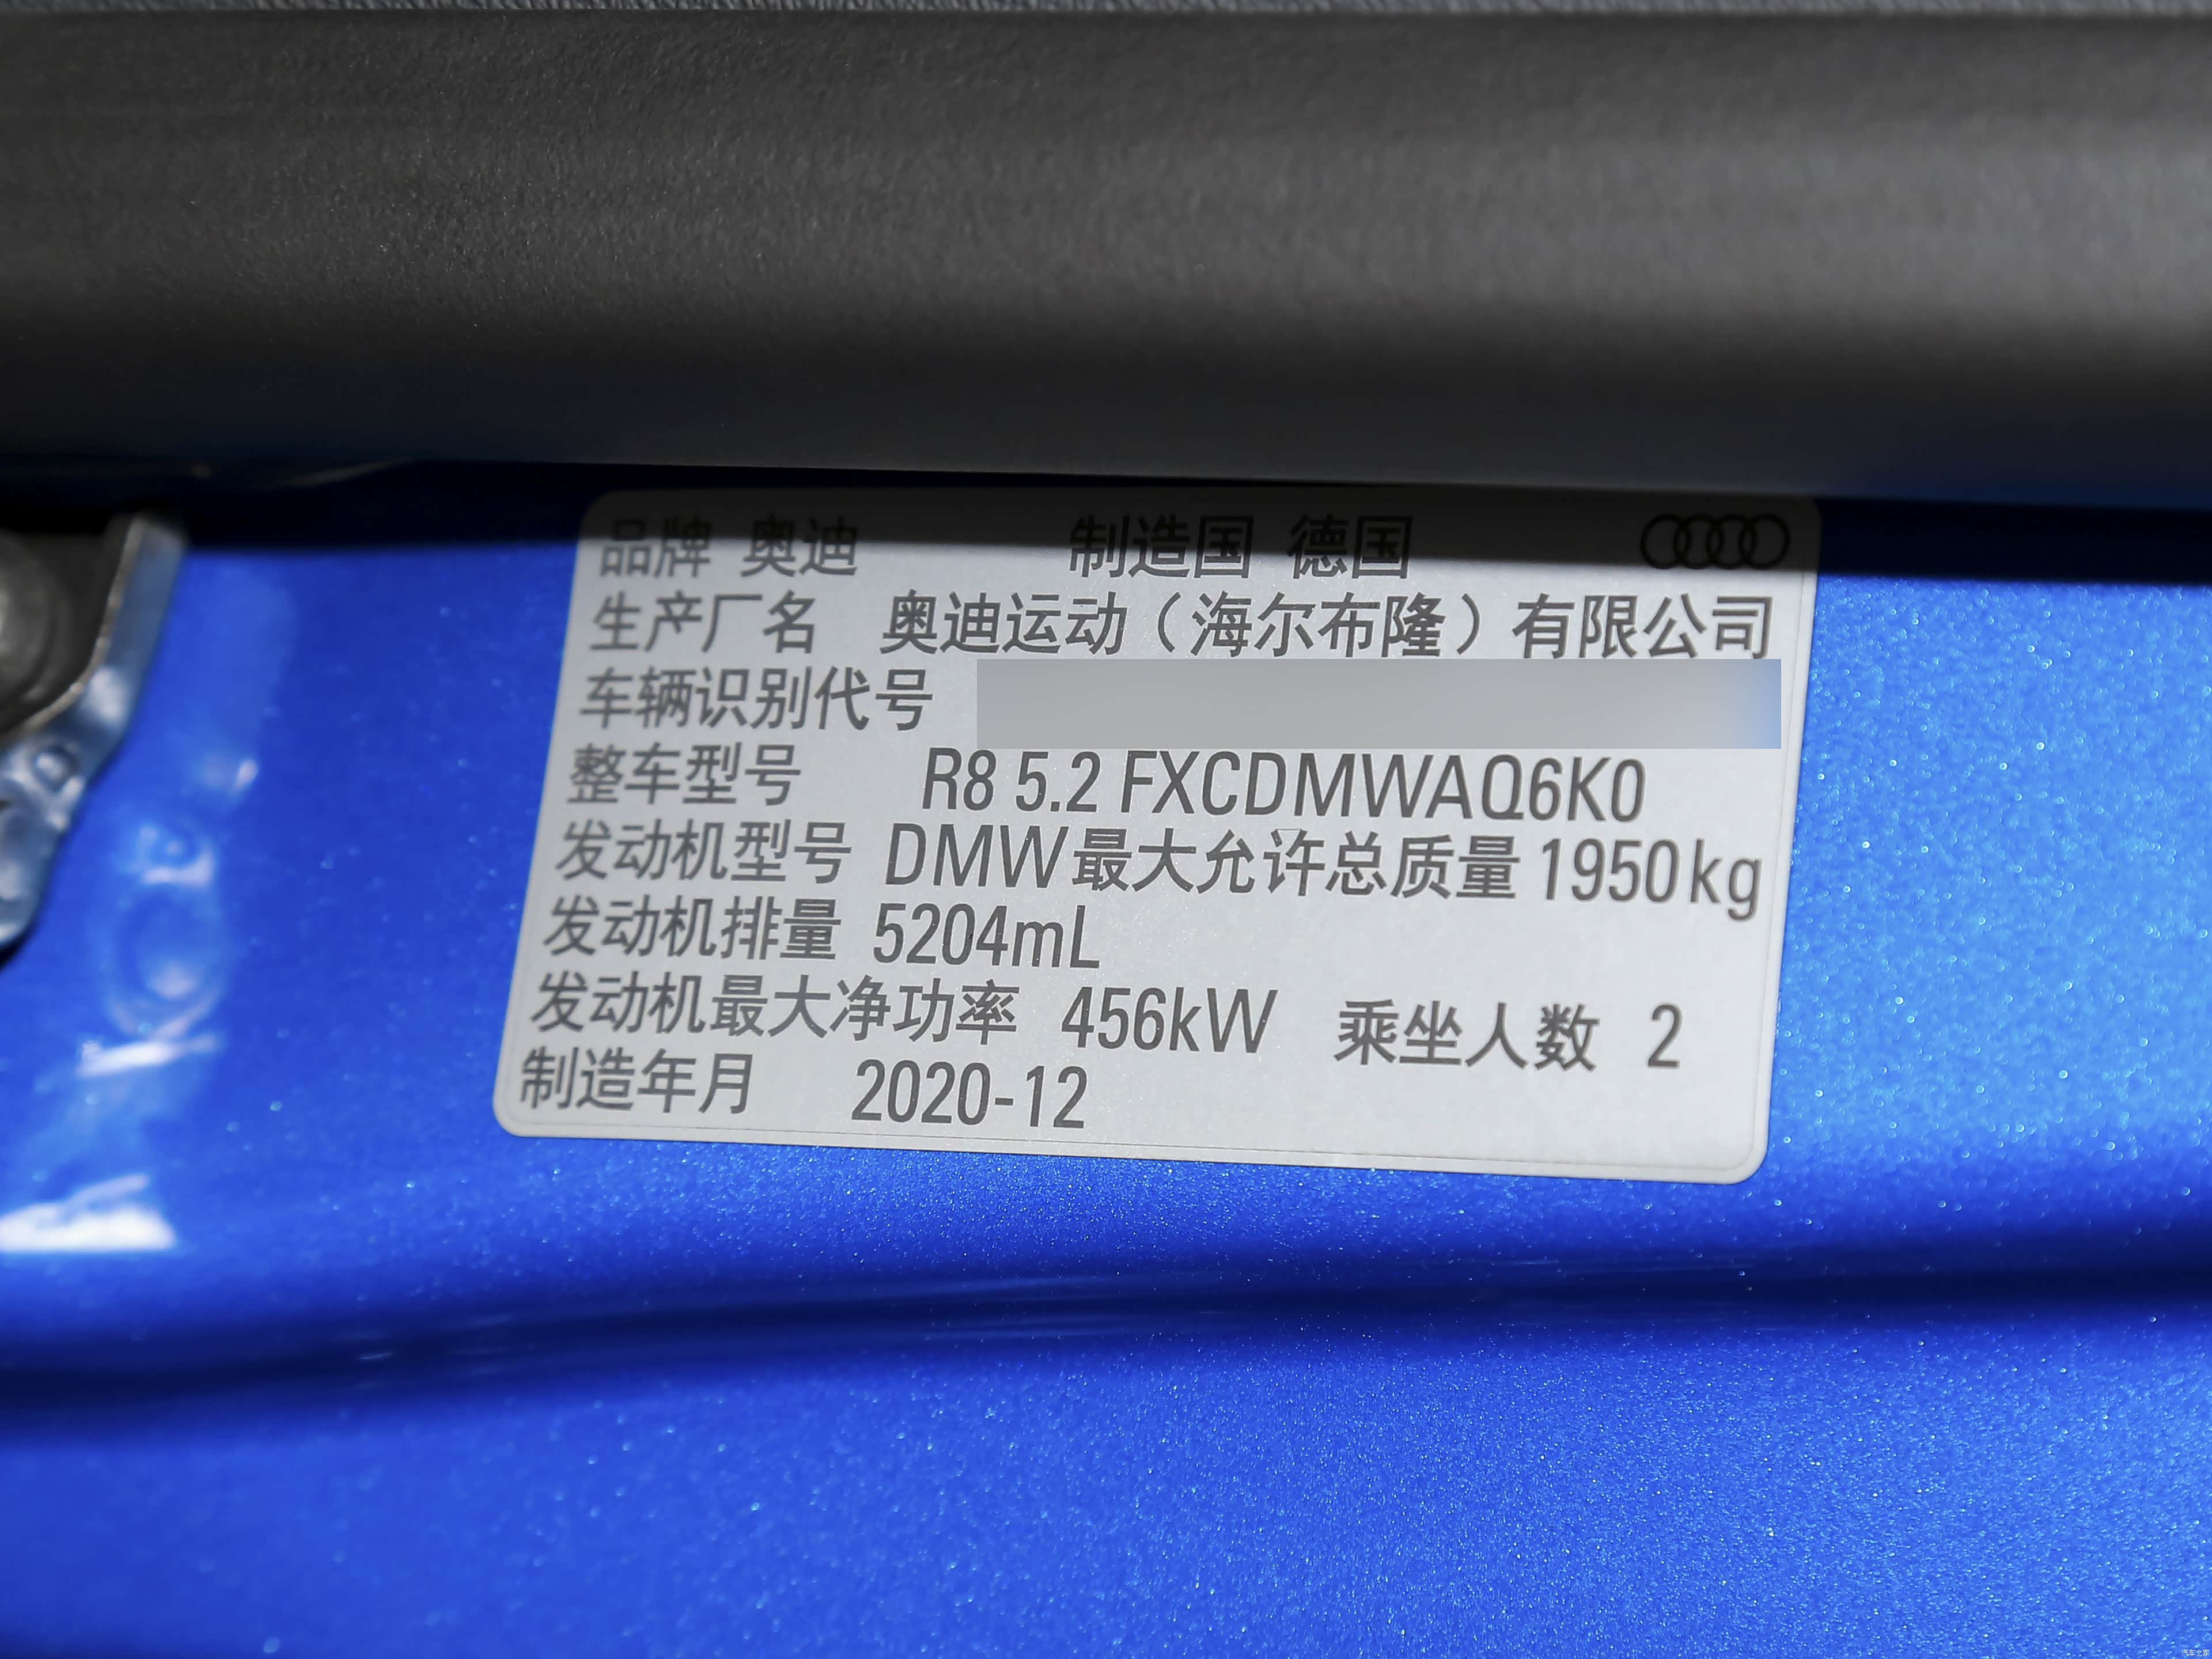 品牌 奥迪 制造国 德国
生产厂名 奥迪运动（海尔布隆）有限公司
车辆识别代号
整车型号 R8 5.2 FXCDMWAQ6K0
发动机型号 DMW 最大允许总质量 1950kg
发动机排量 5204mL
发动机最大净功率 456kW 乘坐人数 2
制造年月 2020-12
汽车之家